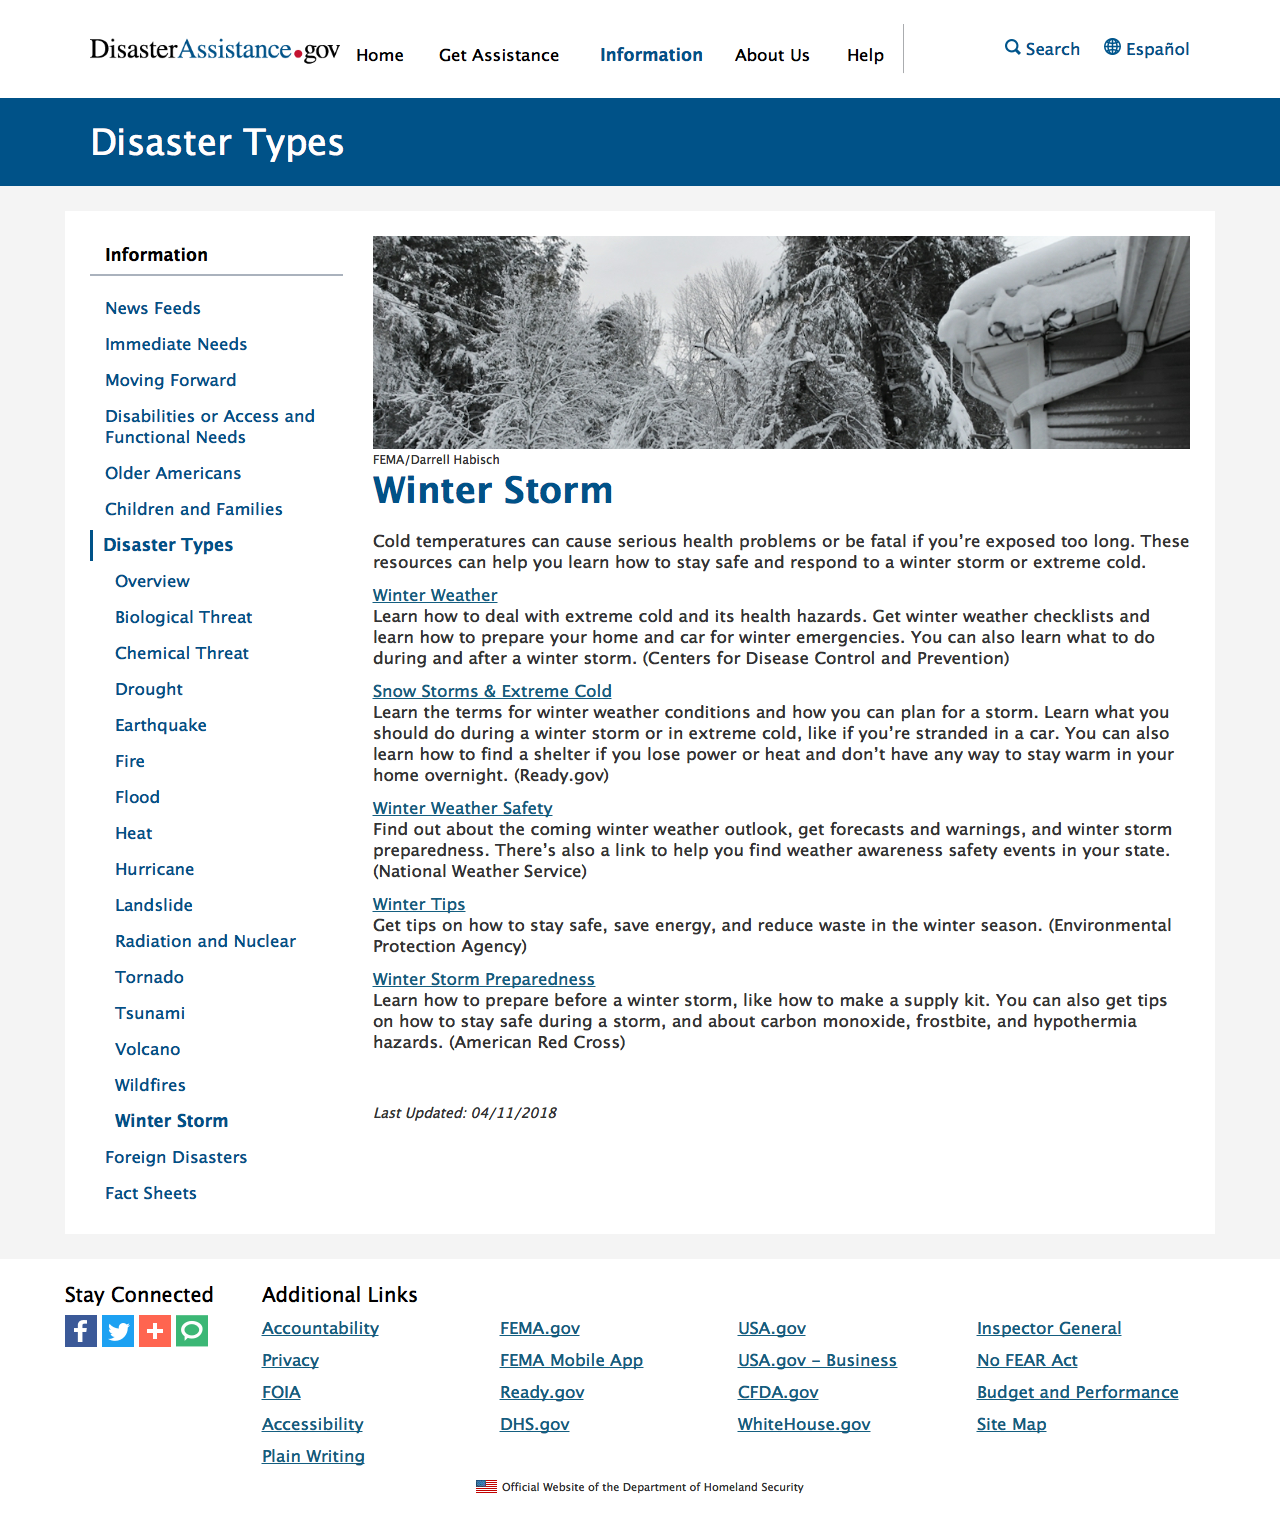 DisasterAssistance.gov
Home
Get Assistance
Information
About Us
Help
Search
Español
Disaster Types
Information
News Feeds
Immediate Needs
Moving Forward
Disabilities or Access and
Functional Needs
Older Americans
Children and Families
Disaster Types
Overview
Biological Threat
Chemical Threat
Drought
Earthquake
Fire
Flood
Heat
Hurricane
Landslide
Radiation and Nuclear
Tornado
Tsunami
Volcano
Wildfires
Winter Storm
Foreign Disasters
Fact Sheets
FEMA/Darrell Habisch
Winter Storm
Cold temperatures can cause serious health problems or be fatal if you’re exposed too long. These
resources can help you learn how to stay safe and respond to a winter storm or extreme cold.
Winter Weather
Learn how to deal with extreme cold and its health hazards. Get winter weather checklists and
learn how to prepare your home and car for winter emergencies. You can also learn what to do
during and after a winter storm. (Centers for Disease Control and Prevention)
Snow Storms & Extreme Cold
Learn the terms for winter weather conditions and how you can plan for a storm. Learn what you
should do during a winter storm or in extreme cold, like if you’re stranded in a car. You can also
learn how to find a shelter if you lose power or heat and don’t have any way to stay warm in your
home overnight. (Ready.gov)
Winter Weather Safety
Find out about the coming winter weather outlook, get forecasts and warnings, and winter storm
preparedness. There’s also a link to help you find weather awareness safety events in your state.
(National Weather Service)
Winter Tips
Get tips on how to stay safe, save energy, and reduce waste in the winter season. (Environmental
Protection Agency)
Winter Storm Preparedness
Learn how to prepare before a winter storm, like how to make a supply kit. You can also get tips
on how to stay safe during a storm, and about carbon monoxide, frostbite, and hypothermia
hazards. (American Red Cross)
Last Updated: 04/11/2018
Stay Connected
Additional Links
Accountability
Privacy
FOIA
Accessibility
Plain Writing
FEMA.gov
FEMA Mobile App
Ready.gov
DHS.gov
USA.gov
USA.gov – Business
CFDA.gov
WhiteHouse.gov
Inspector General
No FEAR Act
Budget and Performance
Site Map
Official Website of the Department of Homeland Security